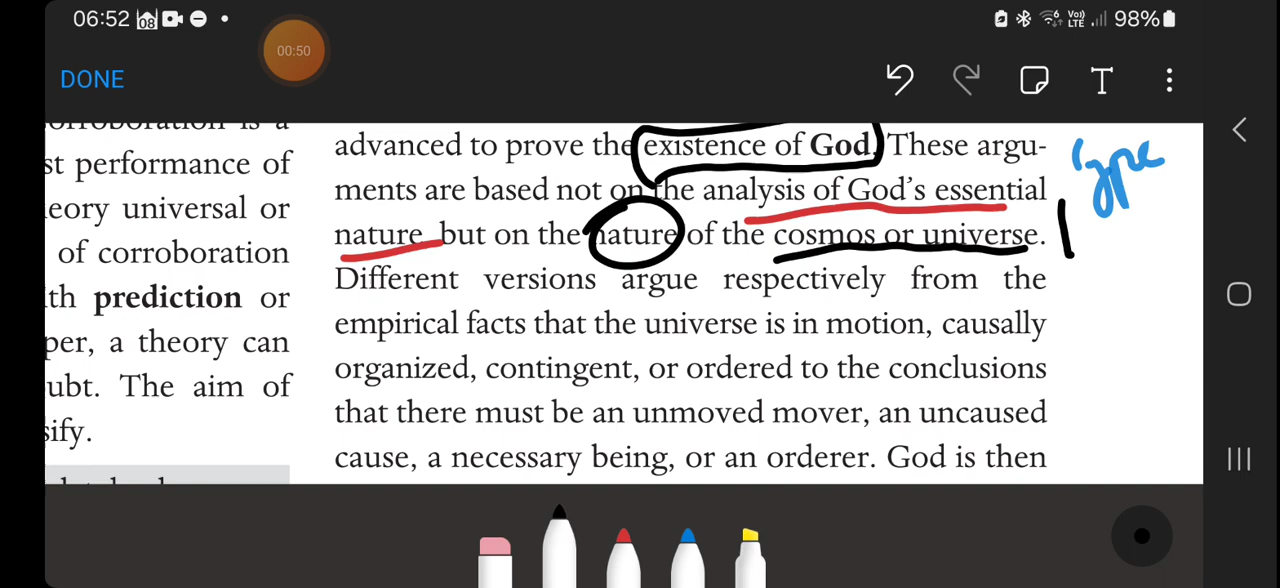 06:52
98%
00:50
DONE
st performance of
eory universal or
of corroboration
th prediction or
per, a theory can
ubt. The aim of
sify.
advanced to prove the existence of God. These argu-
ments are based not on the analysis of God's essential
nature but on the nature of the cosmos or universe.
Different versions argue respectively from the
empirical facts that the universe is in motion, causally
organized, contingent, or ordered to the conclusions
that there must be an unmoved mover, an uncaused
cause, a necessary being, or an orderer. God is then